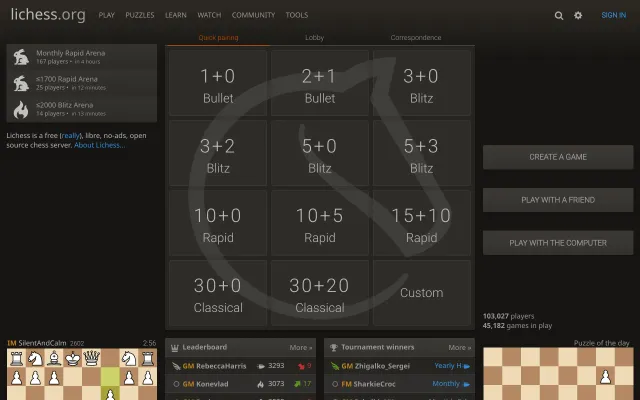 lichess.org PLAY PUZZLES LEARN WATCH COMMUNITY TOOLS SIGN IN
Quick pairing Lobby Correspondence
Monthly Rapid Arena
167 players • in 4 hours
≤1700 Rapid Arena
25 players • in 12 minutes
≤2000 Blitz Arena
14 players • in 13 minutes
Lichess is a free (really), libre, no-ads, open
source chess server. About Lichess...
1+0
Bullet
2+1
Bullet
3+0
Blitz
3+2
Blitz
5+0
Blitz
5+3
Blitz
10+0
Rapid
10+5
Rapid
15+10
Rapid
30+0
Classical
30+20
Classical
Custom
CREATE A GAME
PLAY WITH A FRIEND
PLAY WITH THE COMPUTER
103,027 players
45,182 games in play
IM SilentAndCalm 2602 2:56
Leaderboard More »
GM RebeccaHarris 3293 9
GM Konevlad 3073 17
Tournament winners More »
GM Zhigalko_Sergei Yearly H
FM SharkieCroc Monthly
Puzzle of the day